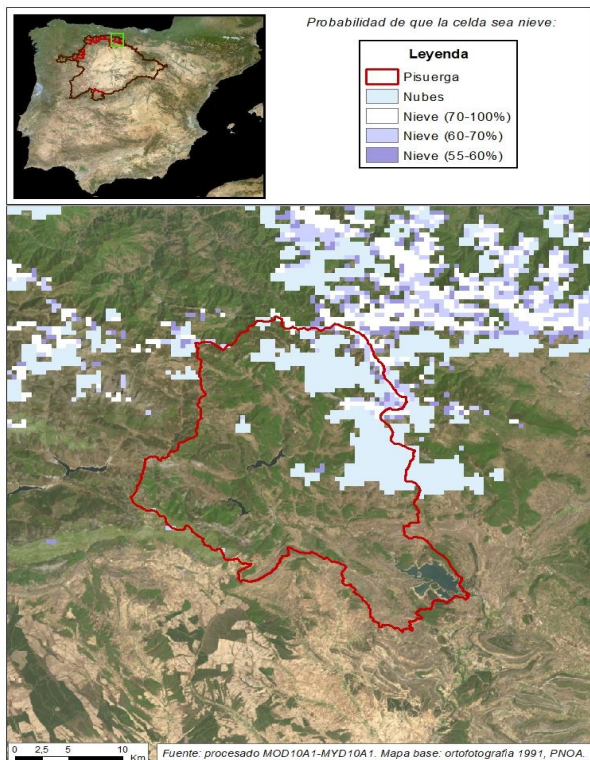 Probabilidad de que la celda sea nieve:
Leyenda
Pisuerga
Nubes
Nieve (70-100%)
Nieve (60-70%)
Nieve (55-60%)
0 2,5 5 10
Km
Fuente: procesado MOD10A1-MYD10A1. Mapa base: ortofotografia 1991, PNOA.